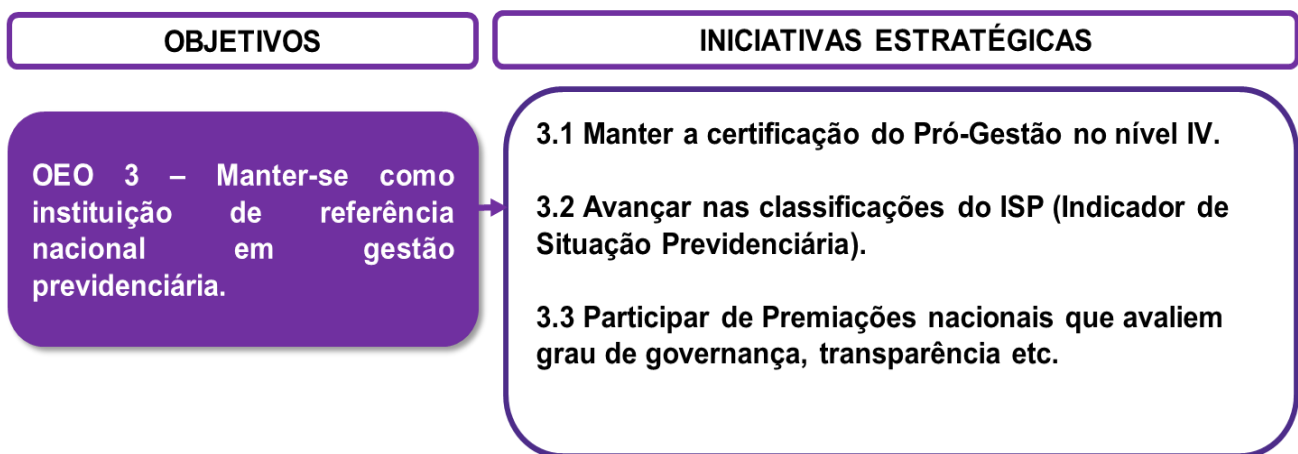 OBJETIVOS
INICIATIVAS ESTRATÉGICAS
OEO 3 – Manter-se como
instituição de referência
nacional em gestão
previdenciária.
3.1 Manter a certificação do Pró-Gestão no nível IV.
3.2 Avançar nas classificações do ISP (Indicador de
Situação Previdenciária).
3.3 Participar de Premiações nacionais que avaliem
grau de governança, transparência etc.